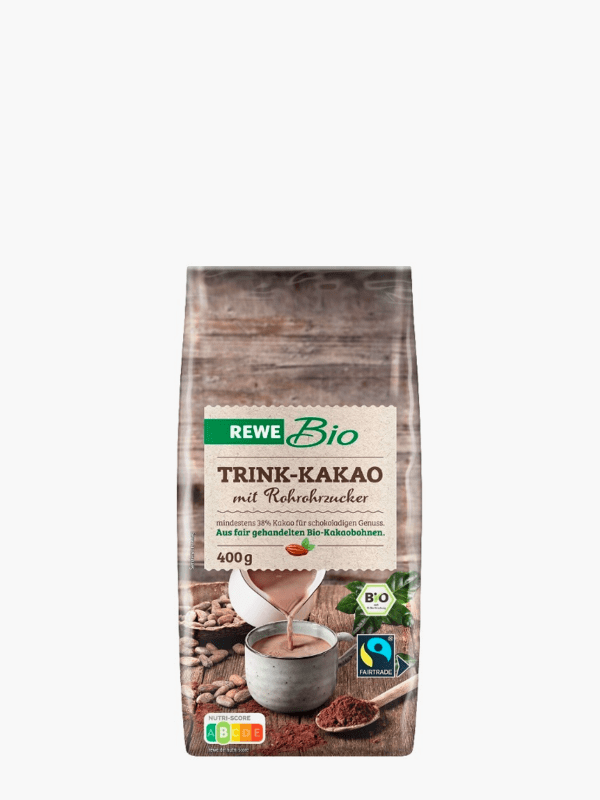 REWE Bio
TRINK-KAKAO
mit Rohrohrzucker
mindestens 38% Kakao für schokoladigen Genuss.
Aus fair gehandelten Bio-Kakaobohnen.
400 g
BiO
FAIRTRADE
NUTRI-SCORE
A B C D E